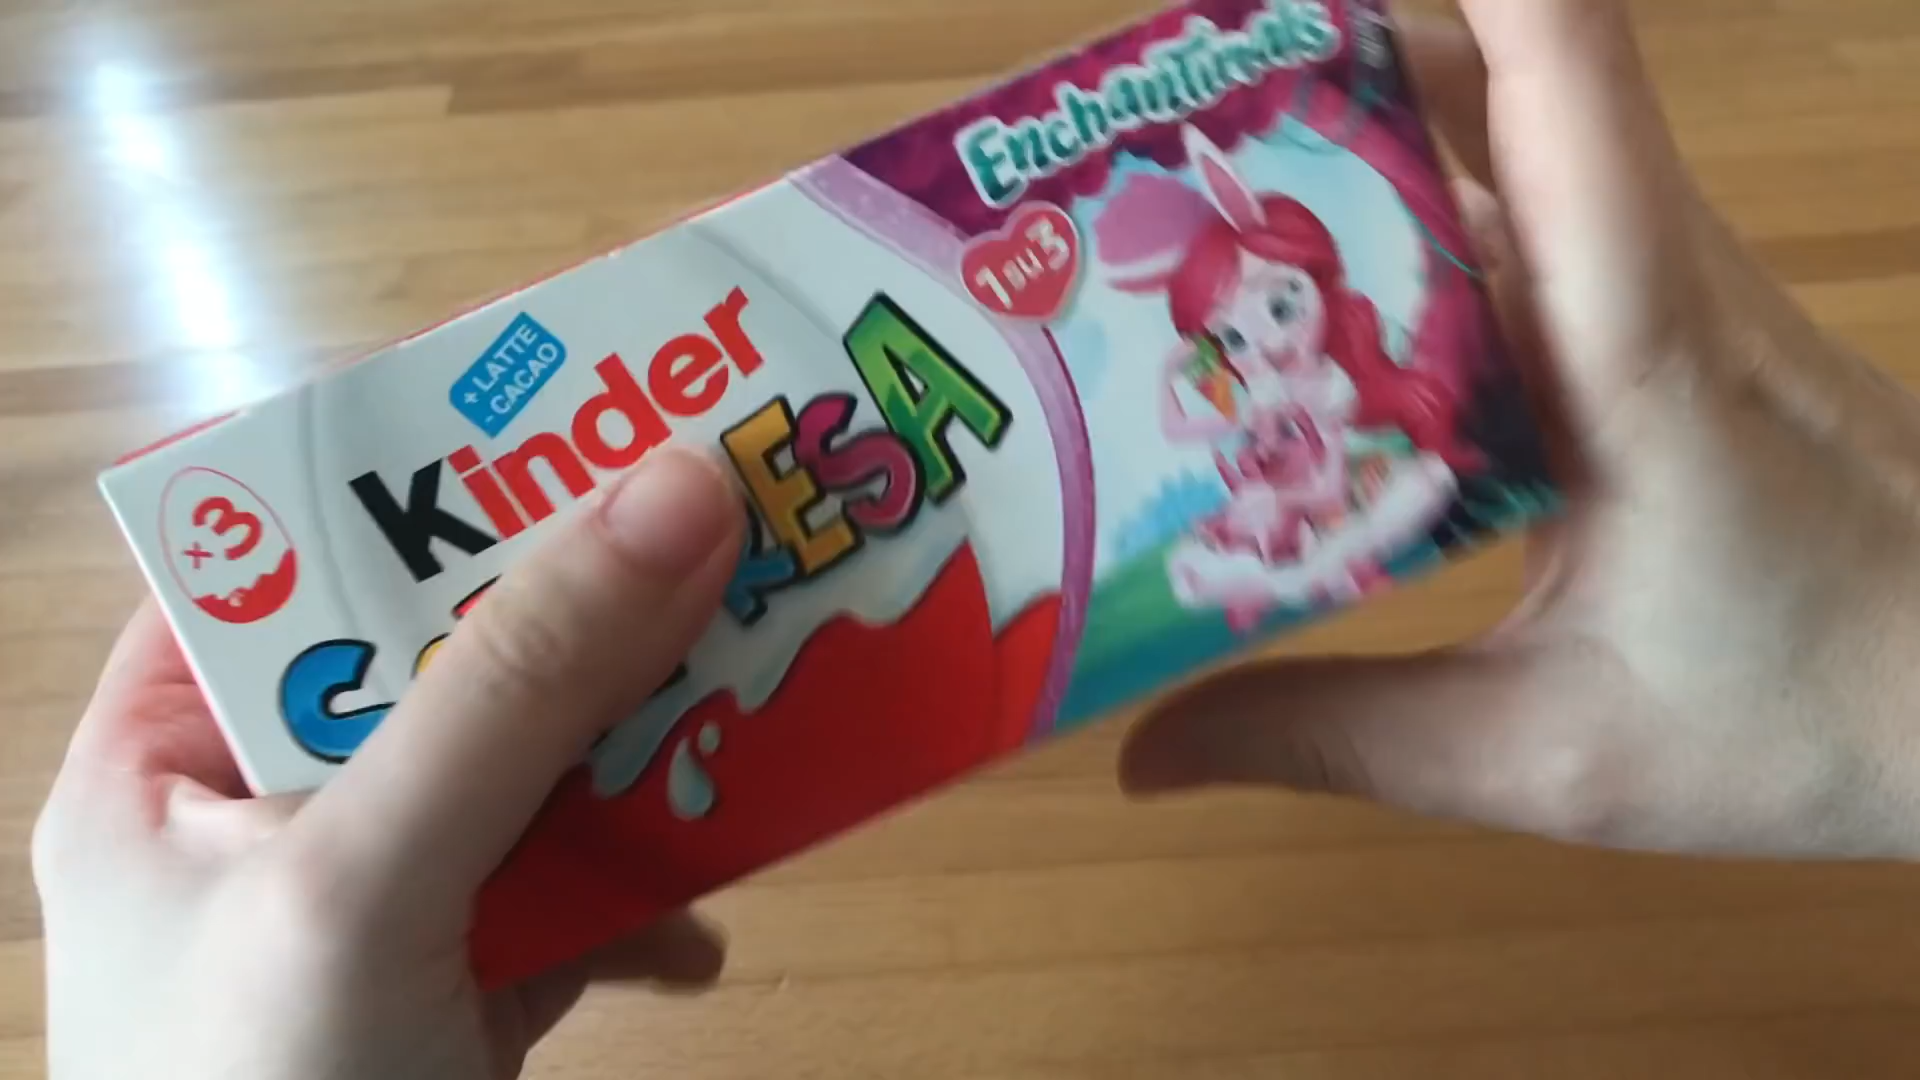 Enchantimals
1 su 3
+ LATTE
- CACAO
Kinder
×3